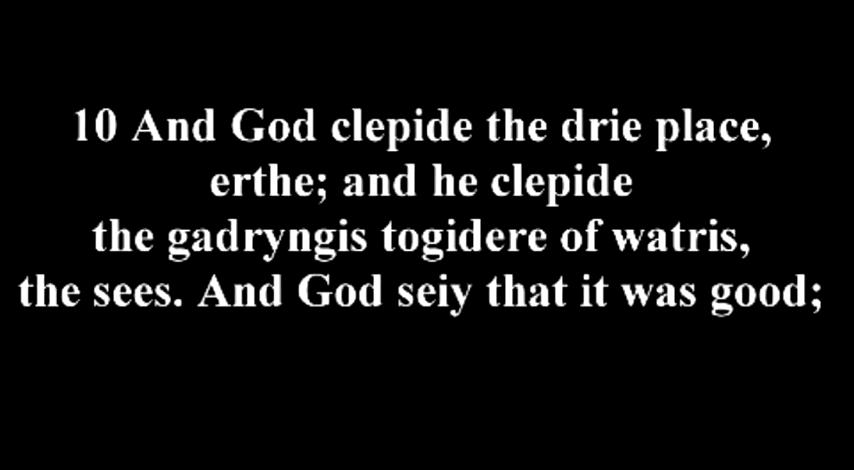 10 And God clepide the drie place,
erthe; and he clepide
the gadryngis togidere of watris,
the sees. And God seiy that it was good;